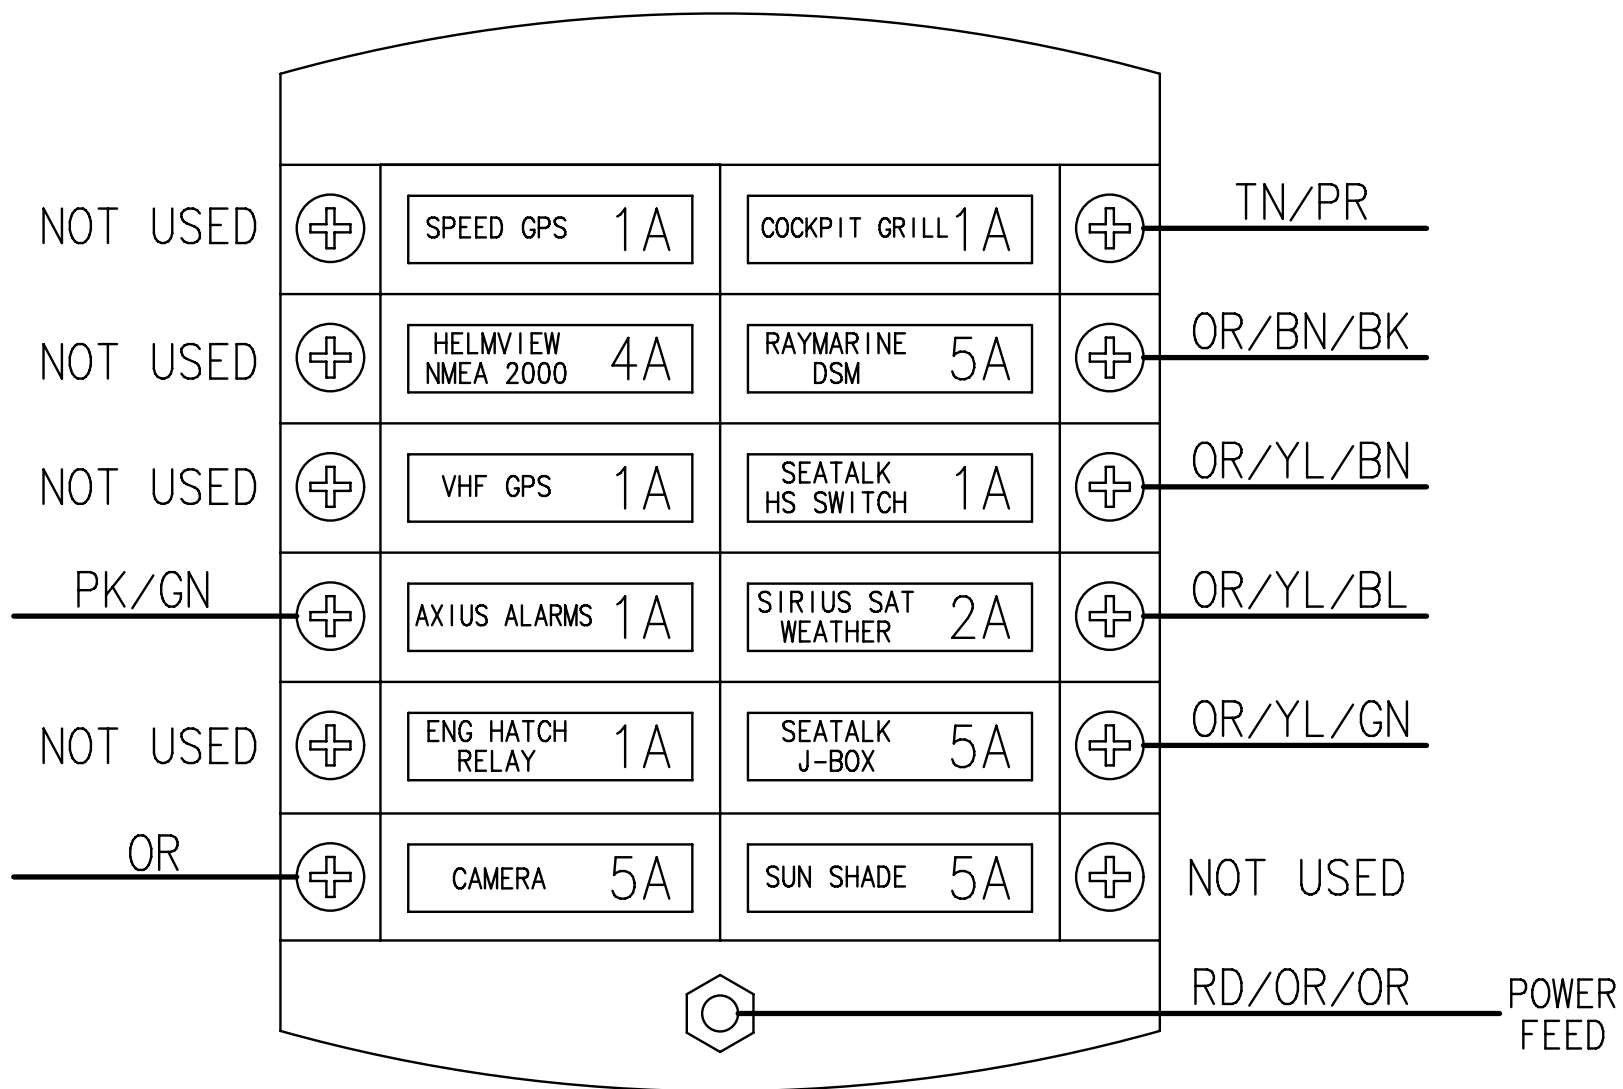 NOT USED SPEED GPS 1A COCKPIT GRILL 1A TN/PR
NOT USED HELMVIEW
NMEA 2000 4A RAYMARINE
DSM 5A OR/BN/BK
NOT USED VHF GPS 1A SEATALK
HS SWITCH 1A OR/YL/BN
PK/GN AXIUS ALARMS 1A SIRIUS SAT
WEATHER 2A OR/YL/BL
NOT USED ENG HATCH
RELAY 1A SEATALK
J-BOX 5A OR/YL/GN
OR CAMERA 5A SUN SHADE 5A NOT USED
RD/OR/OR POWER
FEED